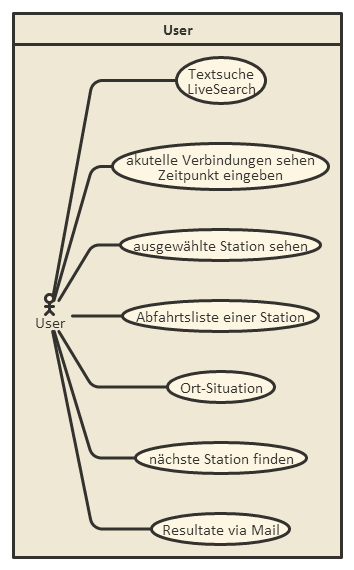 User
Textsuche
LiveSearch
akutelle Verbindungen sehen
Zeitpunkt eingeben
ausgewählte Station sehen
User
Abfahrtsliste einer Station
Ort-Situation
nächste Station finden
Resultate via Mail